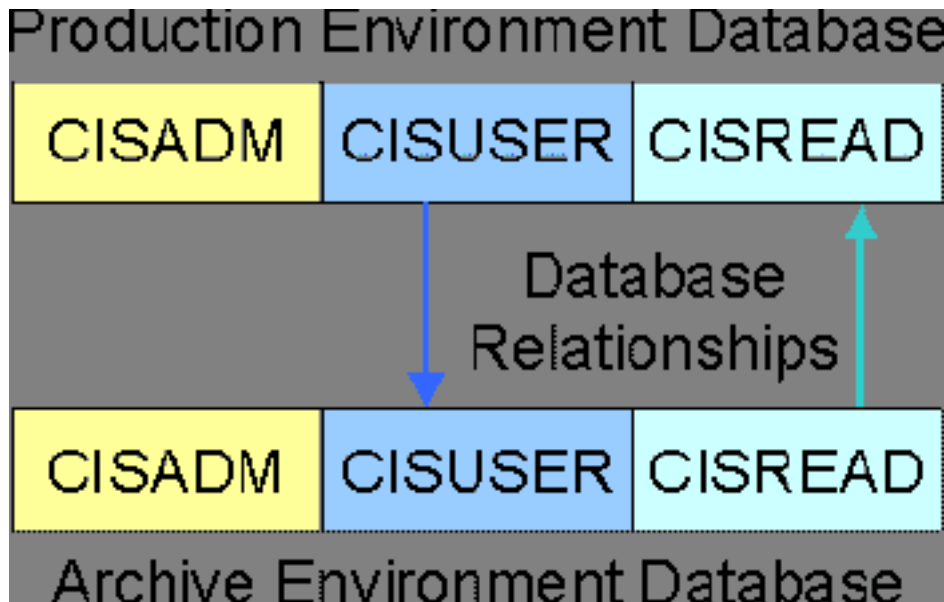 Production Environment Database
CISADM CISUSER CISREAD
Database
Relationships
CISADM CISUSER CISREAD
Archive Environment Database